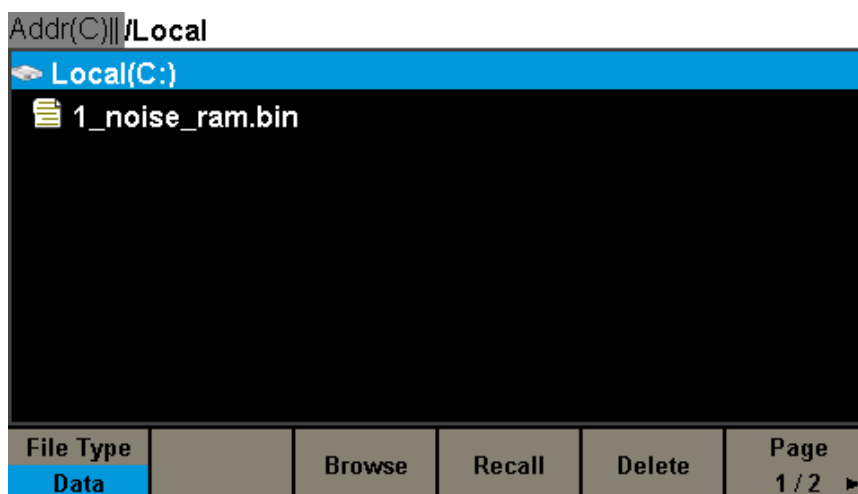 Addr(C)|| /Local
Local(C:)
1_noise_ram.bin
File Type
Data
Browse
Recall
Delete
Page
1 / 2